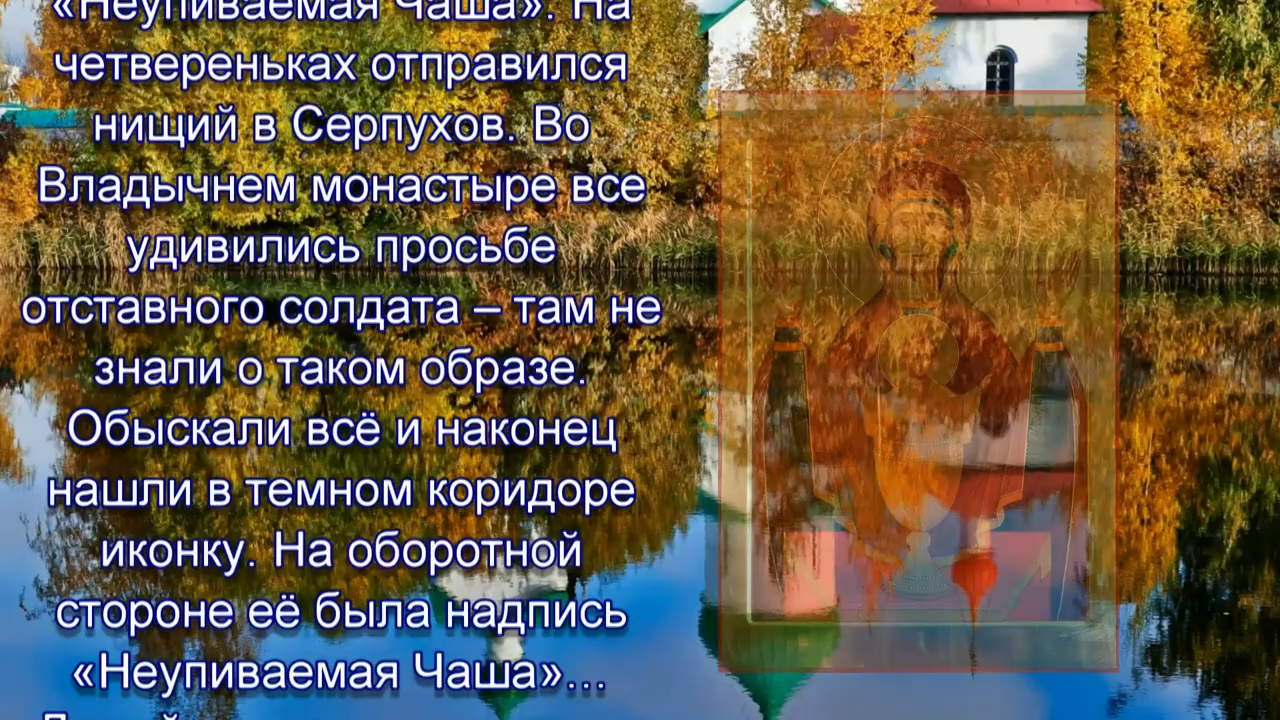 «Неупиваемая Чаша». На
четвереньках отправился
нищий в Серпухов. Во
Владычнем монастыре все
удивились просьбе
отставного солдата – там не
знали о таком образе.
Обыскали всё и наконец
нашли в темном коридоре
иконку. На оборотной
стороне её была надпись
«Неупиваемая Чаша»...